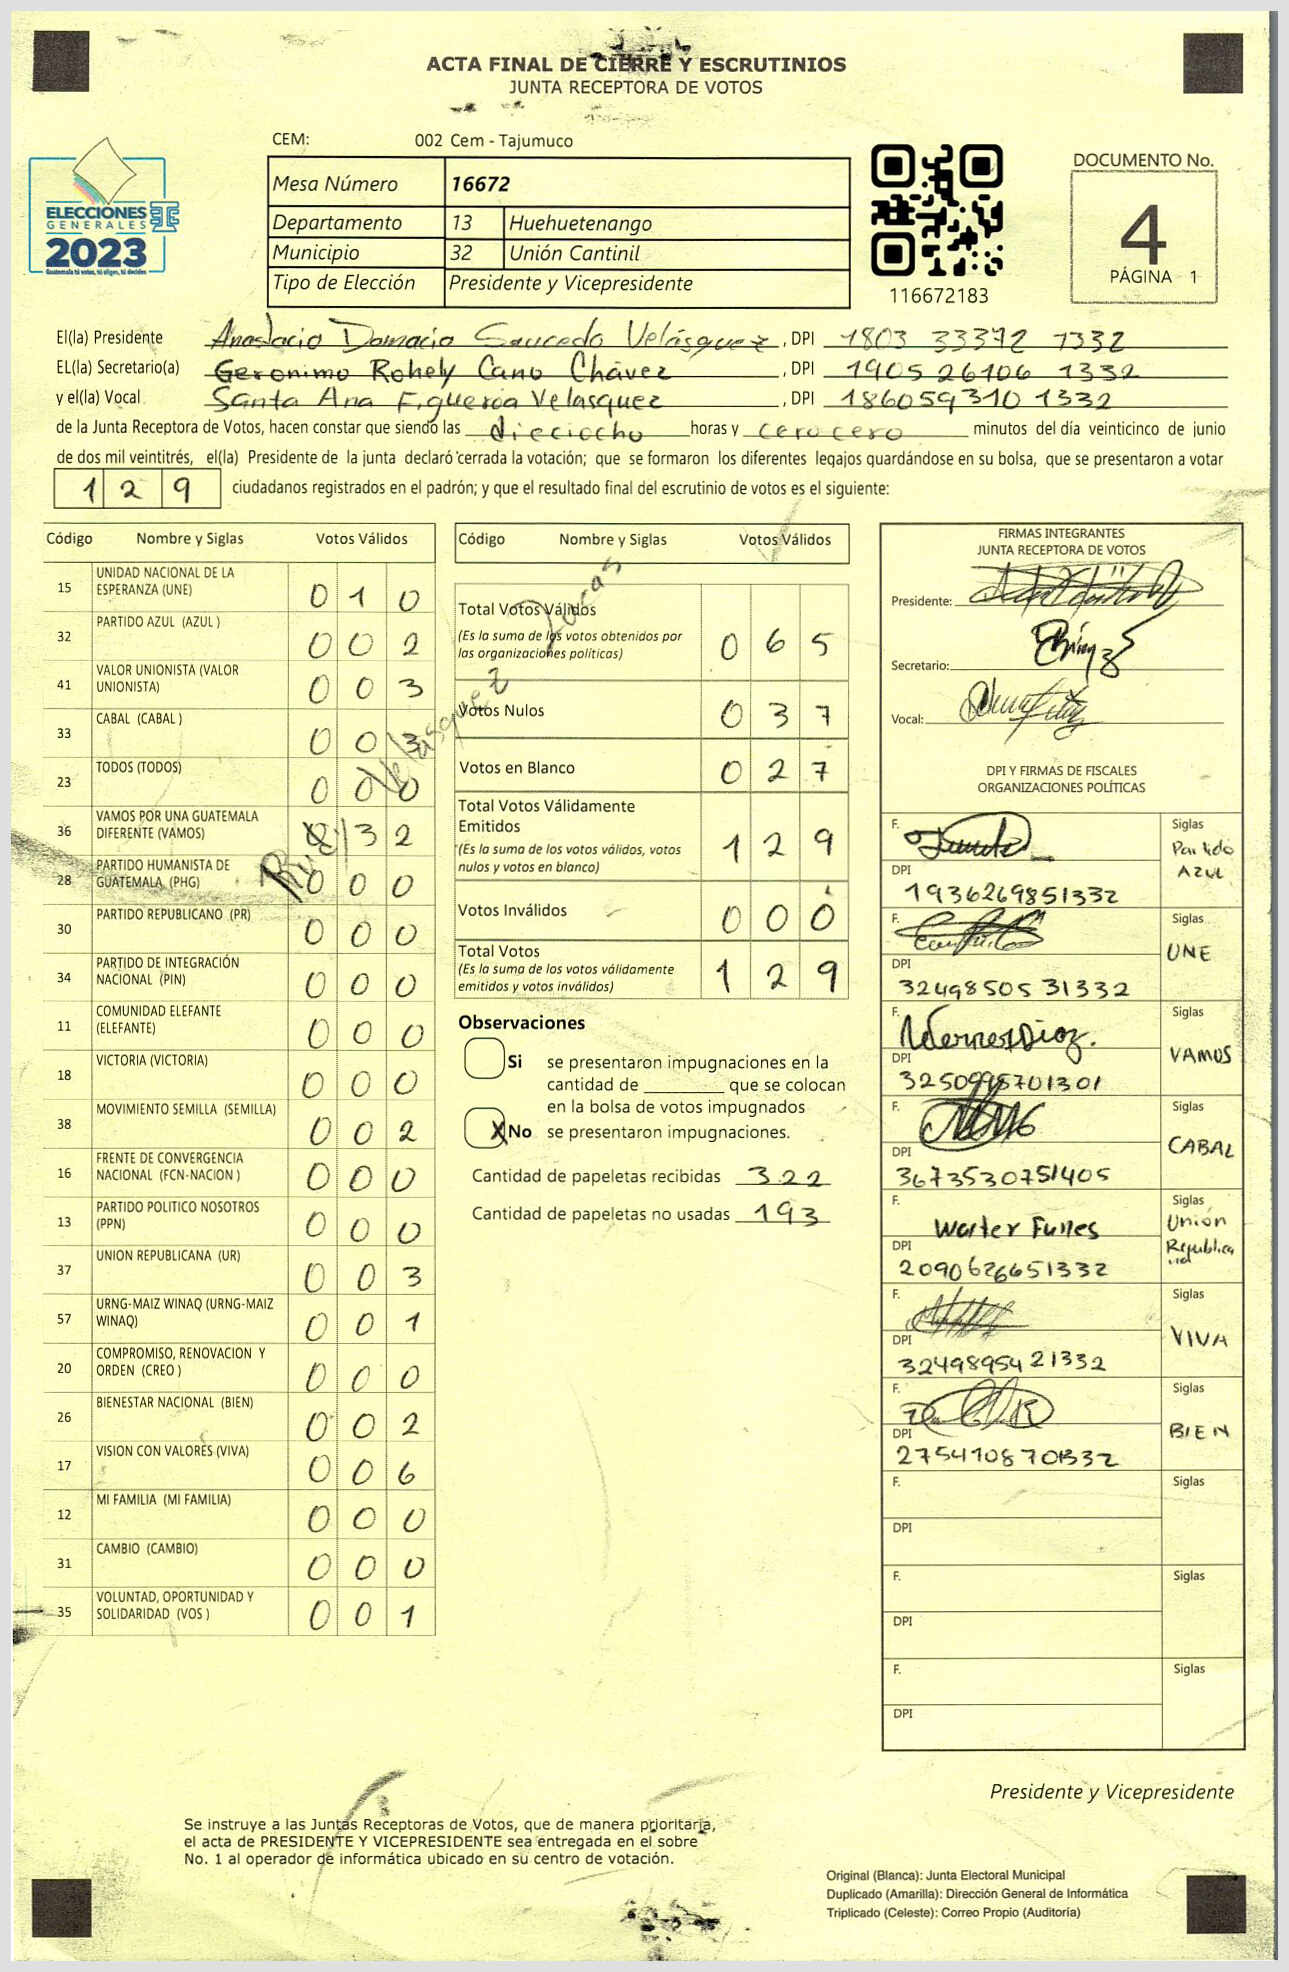 ACTA FINAL DE CIERRE Y ESCRUTINIOS
JUNTA RECEPTORA DE VOTOS
CEM: 002 Cem - Tajumuco
ELECCIONES
GENERALES
2023
Guatemala tú votas, tú eliges, tú decides
Mesa Número 16672
Departamento 13 Huehuetenango
Municipio 32 Unión Cantinil
Tipo de Elección Presidente y Vicepresidente
116672183
DOCUMENTO No.
4
PÁGINA 1
El(la) Presidente Anastacio Damacio Saucedo Velásquez, DPI 1803 33372 1332
EL(la) Secretario(a) Geronimo Rohely Cano Chávez, DPI 1905 26106 1332
y el(la) Vocal Santa Ana Figueroa Velasquez, DPI 186059310 1332
de la Junta Receptora de Votos, hacen constar que siendo las dieciocho horas y cero cero minutos del día veinticinco de junio
de dos mil veintitrés, el(la) Presidente de la junta declaró cerrada la votación; que se formaron los diferentes legajos guardándose en su bolsa, que se presentaron a votar
129 ciudadanos registrados en el padrón; y que el resultado final del escrutinio de votos es el siguiente:
Código Nombre y Siglas Votos Válidos
15 UNIDAD NACIONAL DE LA
ESPERANZA (UNE) 0 1 0
32 PARTIDO AZUL (AZUL ) 0 0 2
41 VALOR UNIONISTA (VALOR
UNIONISTA) 0 0 3
33 CABAL (CABAL ) 0 0 3
23 TODOS (TODOS) 0 0 0
36 VAMOS POR UNA GUATEMALA
DIFERENTE (VAMOS) 0 3 2
28 PARTIDO HUMANISTA DE
GUATEMALA (PHG) 0 0 0
30 PARTIDO REPUBLICANO (PR) 0 0 0
34 PARTIDO DE INTEGRACIÓN
NACIONAL (PIN) 0 0 0
11 COMUNIDAD ELEFANTE
(ELEFANTE) 0 0 0
18 VICTORIA (VICTORIA) 0 0 0
38 MOVIMIENTO SEMILLA (SEMILLA) 0 0 2
16 FRENTE DE CONVERGENCIA
NACIONAL (FCN-NACION ) 0 0 0
13 PARTIDO POLITICO NOSOTROS
(PPN) 0 0 0
37 UNION REPUBLICANA (UR) 0 0 3
57 URNG-MAIZ WINAQ (URNG-MAIZ
WINAQ) 0 0 1
20 COMPROMISO, RENOVACION Y
ORDEN (CREO ) 0 0 0
26 BIENESTAR NACIONAL (BIEN) 0 0 2
17 VISION CON VALORES (VIVA) 0 0 6
12 MI FAMILIA (MI FAMILIA) 0 0 0
31 CAMBIO (CAMBIO) 0 0 0
35 VOLUNTAD, OPORTUNIDAD Y
SOLIDARIDAD (VOS ) 0 0 1
Velasquez
Código Nombre y Siglas Votos Válidos
Total Votos Válidos
(Es la suma de los votos obtenidos por
las organizaciones políticas) 0 6 5
Votos Nulos 0 3 7
Votos en Blanco 0 2 7
Total Votos Válidamente
Emitidos
(Es la suma de los votos válidos, votos
nulos y votos en blanco) 1 2 9
Votos Inválidos 0 0 0
Total Votos
(Es la suma de los votos válidamente
emitidos y votos inválidos) 1 2 9
Observaciones
Si se presentaron impugnaciones en la
cantidad de ________ que se colocan
en la bolsa de votos impugnados
X No se presentaron impugnaciones.
Cantidad de papeletas recibidas 322
Cantidad de papeletas no usadas 193
FIRMAS INTEGRANTES
JUNTA RECEPTORA DE VOTOS
Presidente:
Secretario:
Vocal:
DPI Y FIRMAS DE FISCALES
ORGANIZACIONES POLÍTICAS
F. Siglas Partido
AZUL
DPI 1936269851332
F. Siglas UNE
DPI 3249850531332
F. Werner Dioz. Siglas VAMOS
DPI 3250998701301
F. Siglas CABAL
DPI 3673530751405
F. Walter Funes Siglas Unión
Republica
DPI 2090626651332
F. Siglas VIVA
DPI 3249895421332
F. Siglas BIEN
DPI
F. Siglas
DPI
F. Siglas
DPI
F. Siglas
DPI
Presidente y Vicepresidente
Se instruye a las Juntas Receptoras de Votos, que de manera prioritaria,
el acta de PRESIDENTE Y VICEPRESIDENTE sea entregada en el sobre
No. 1 al operador de informática ubicado en su centro de votación.
Original (Blanca): Junta Electoral Municipal
Duplicado (Amarilla): Dirección General de Informática
Triplicado (Celeste): Correo Propio (Auditoría)